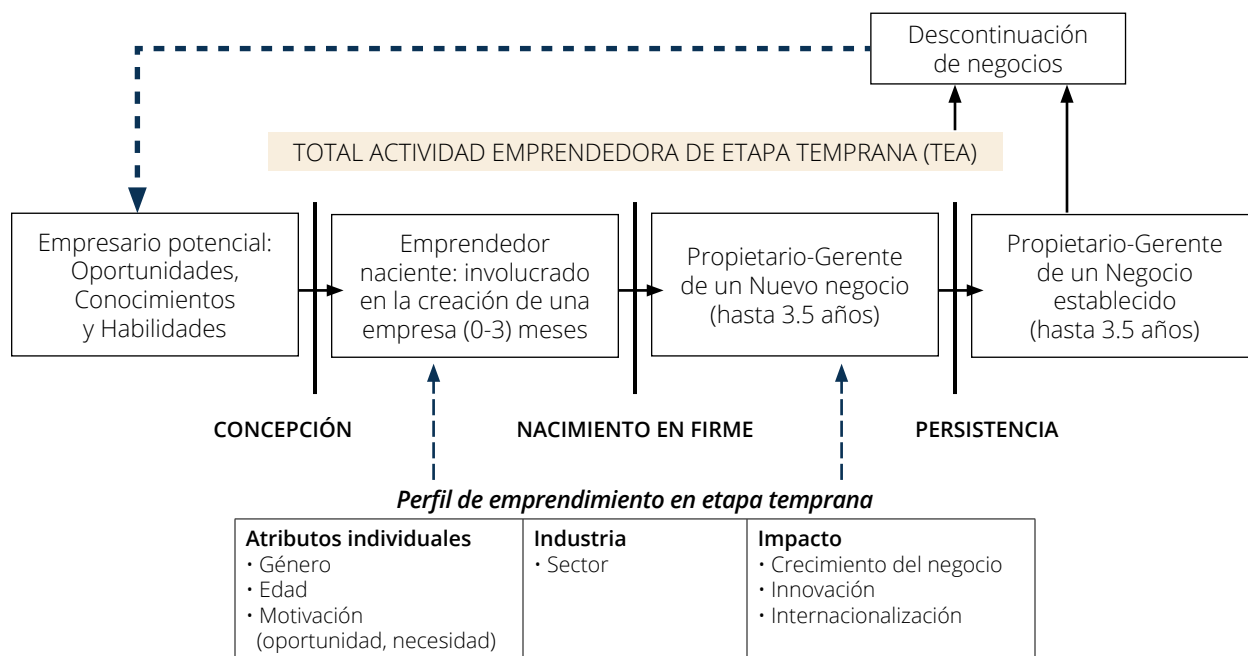 Descontinuación
de negocios
TOTAL ACTIVIDAD EMPRENDEDORA DE ETAPA TEMPRANA (TEA)
Empresario potencial:
Oportunidades,
Conocimientos
y Habilidades
Emprendedor
naciente: involucrado
en la creación de una
empresa (0-3) meses
Propietario-Gerente
de un Nuevo negocio
(hasta 3.5 años)
Propietario-Gerente
de un Negocio
establecido
(hasta 3.5 años)
CONCEPCIÓN
NACIMIENTO EN FIRME
PERSISTENCIA
Perfil de emprendimiento en etapa temprana
Atributos individuales
· Género
· Edad
· Motivación
(oportunidad, necesidad)
Industria
· Sector
Impacto
· Crecimiento del negocio
· Innovación
· Internacionalización